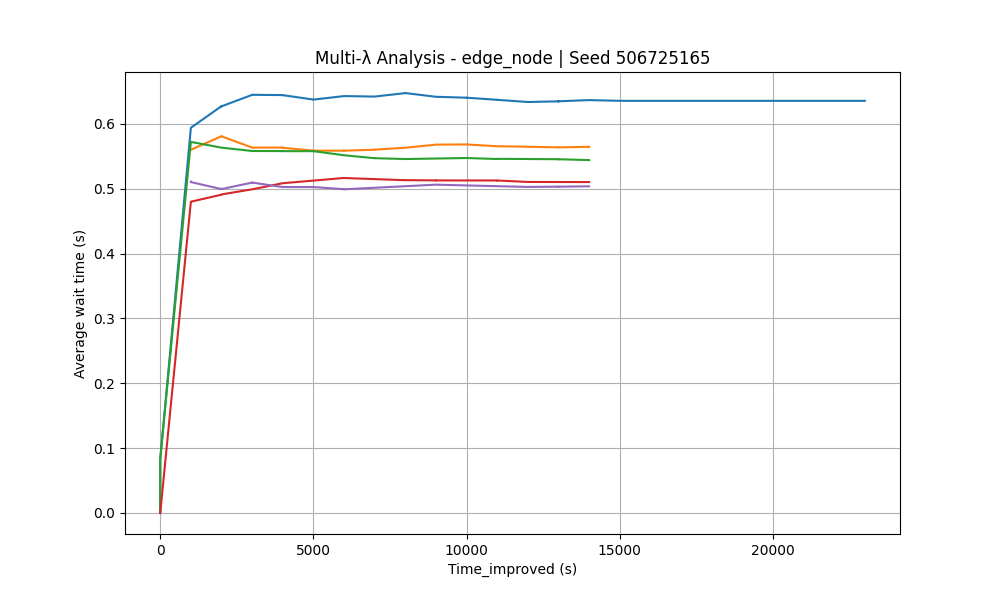 Multi-λ Analysis - edge_node | Seed 506725165
Average wait time (s)
0.6
0.5
0.4
0.3
0.2
0.1
0.0
0 5000 10000 15000 20000
Time_improved (s)